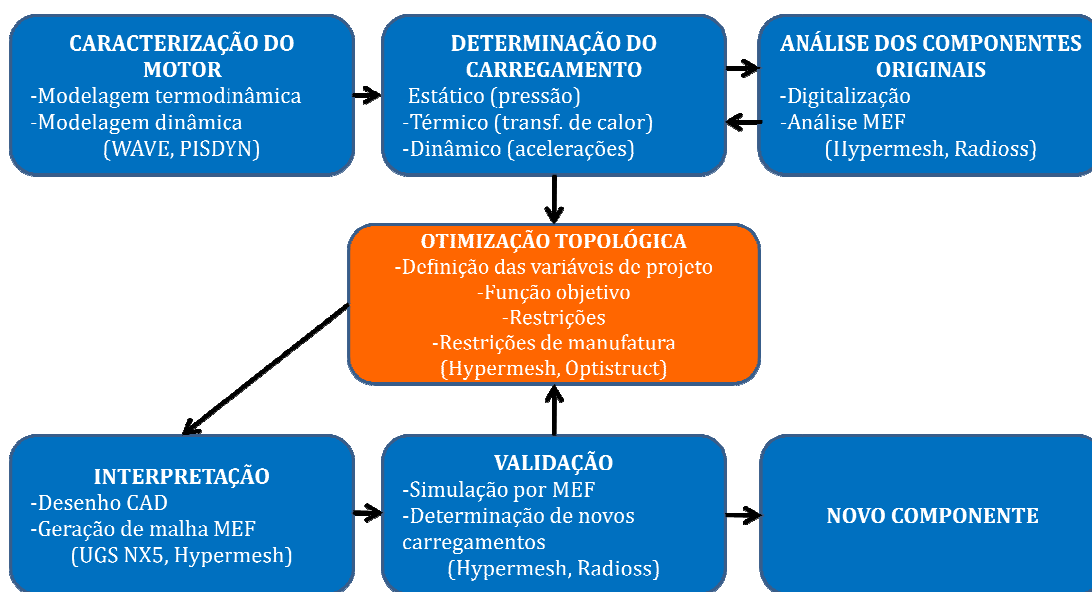 CARACTERIZAÇÃO DO
MOTOR
-Modelagem termodinâmica
-Modelagem dinâmica
(WAVE, PISDYN)
DETERMINAÇÃO DO
CARREGAMENTO
Estático (pressão)
-Térmico (transf. de calor)
-Dinâmico (acelerações)
ANÁLISE DOS COMPONENTES
ORIGINAIS
-Digitalização
-Análise MEF
(Hypermesh, Radioss)
OTIMIZAÇÃO TOPOLÓGICA
-Definição das variáveis de projeto
-Função objetivo
-Restrições
-Restrições de manufatura
(Hypermesh, Optistruct)
INTERPRETAÇÃO
-Desenho CAD
-Geração de malha MEF
(UGS NX5, Hypermesh)
VALIDAÇÃO
-Simulação por MEF
-Determinação de novos
carregamentos
(Hypermesh, Radioss)
NOVO COMPONENTE